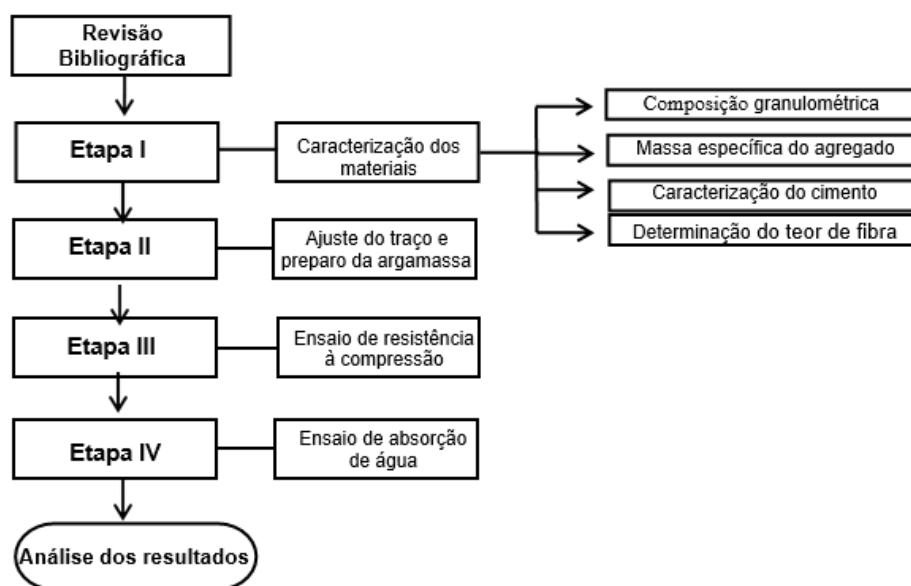 Revisão
Bibliográfica
Etapa I
Caracterização dos
materiais
Composição granulométrica
Massa específica do agregado
Caracterização do cimento
Determinação do teor de fibra
Etapa II
Ajuste do traço e
preparo da argamassa
Etapa III
Ensaio de resistência
à compressão
Etapa IV
Ensaio de absorção
de água
Análise dos resultados